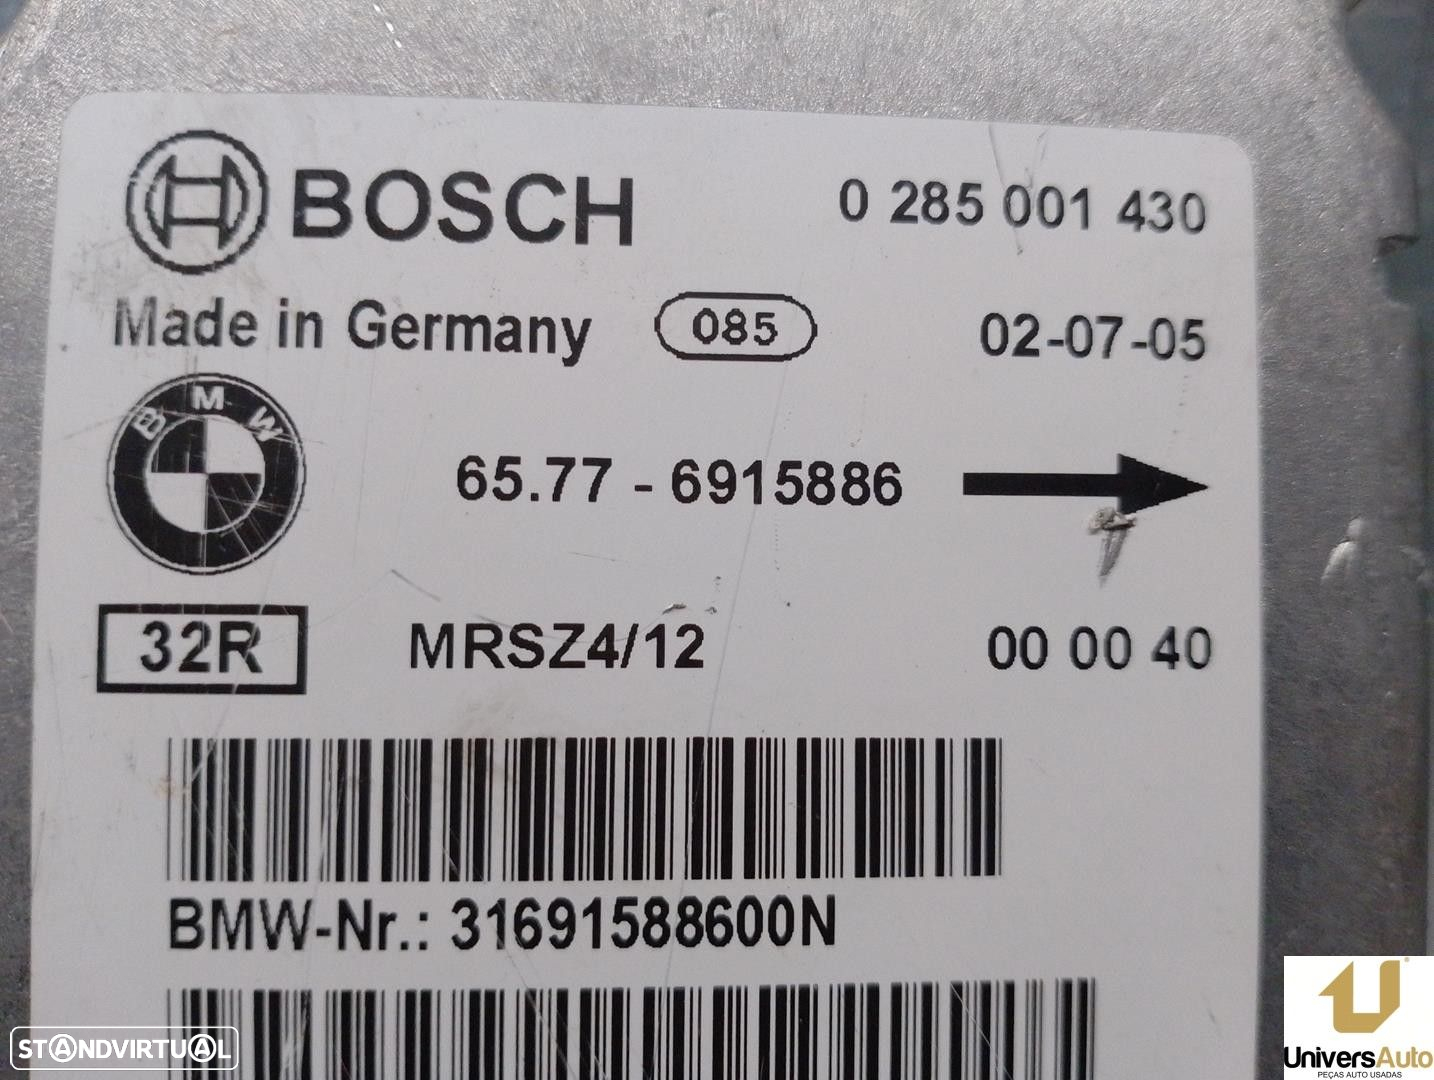 BOSCH 0 285 001 430
Made in Germany 085 02-07-05
BMW
65.77 - 6915886
32R MRSZ4/12 00 00 40
BMW-Nr.: 31691588600N
STANDVIRTUAL
UniversAuto
PEÇAS AUTO USADAS